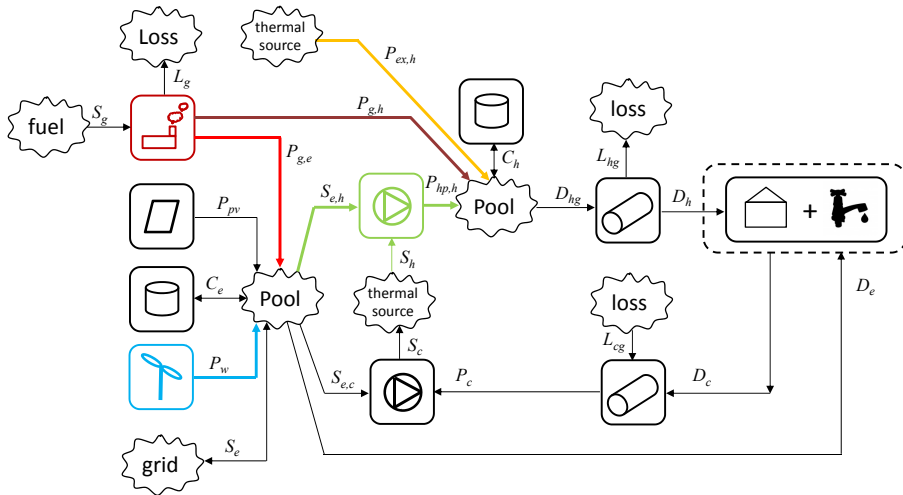 Loss
thermal
source
P_{ex,h}
L_g
S_g
fuel
P_{g,h}
loss
P_{g,e}
C_h
L_{hg}
S_{e,h}
P_{hp,h}
Pool
D_{hg}
D_h
+
P_{pv}
S_h
C_e
Pool
thermal
source
loss
D_e
L_{cg}
P_w
S_c
S_{e,c}
P_c
D_c
S_e
grid